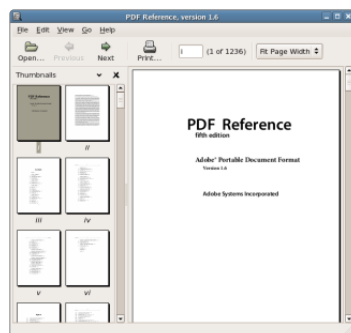 PDF Reference, version 1.6
File Edit View Go Help
Open... Previous Next Print... i (1 of 1236) Fit Page Width
Thumbnails
PDF Reference
i
ii
iii
iv
v
vi
PDF Reference
fifth edition
Adobe® Portable Document Format
Version 1.6
Adobe Systems Incorporated